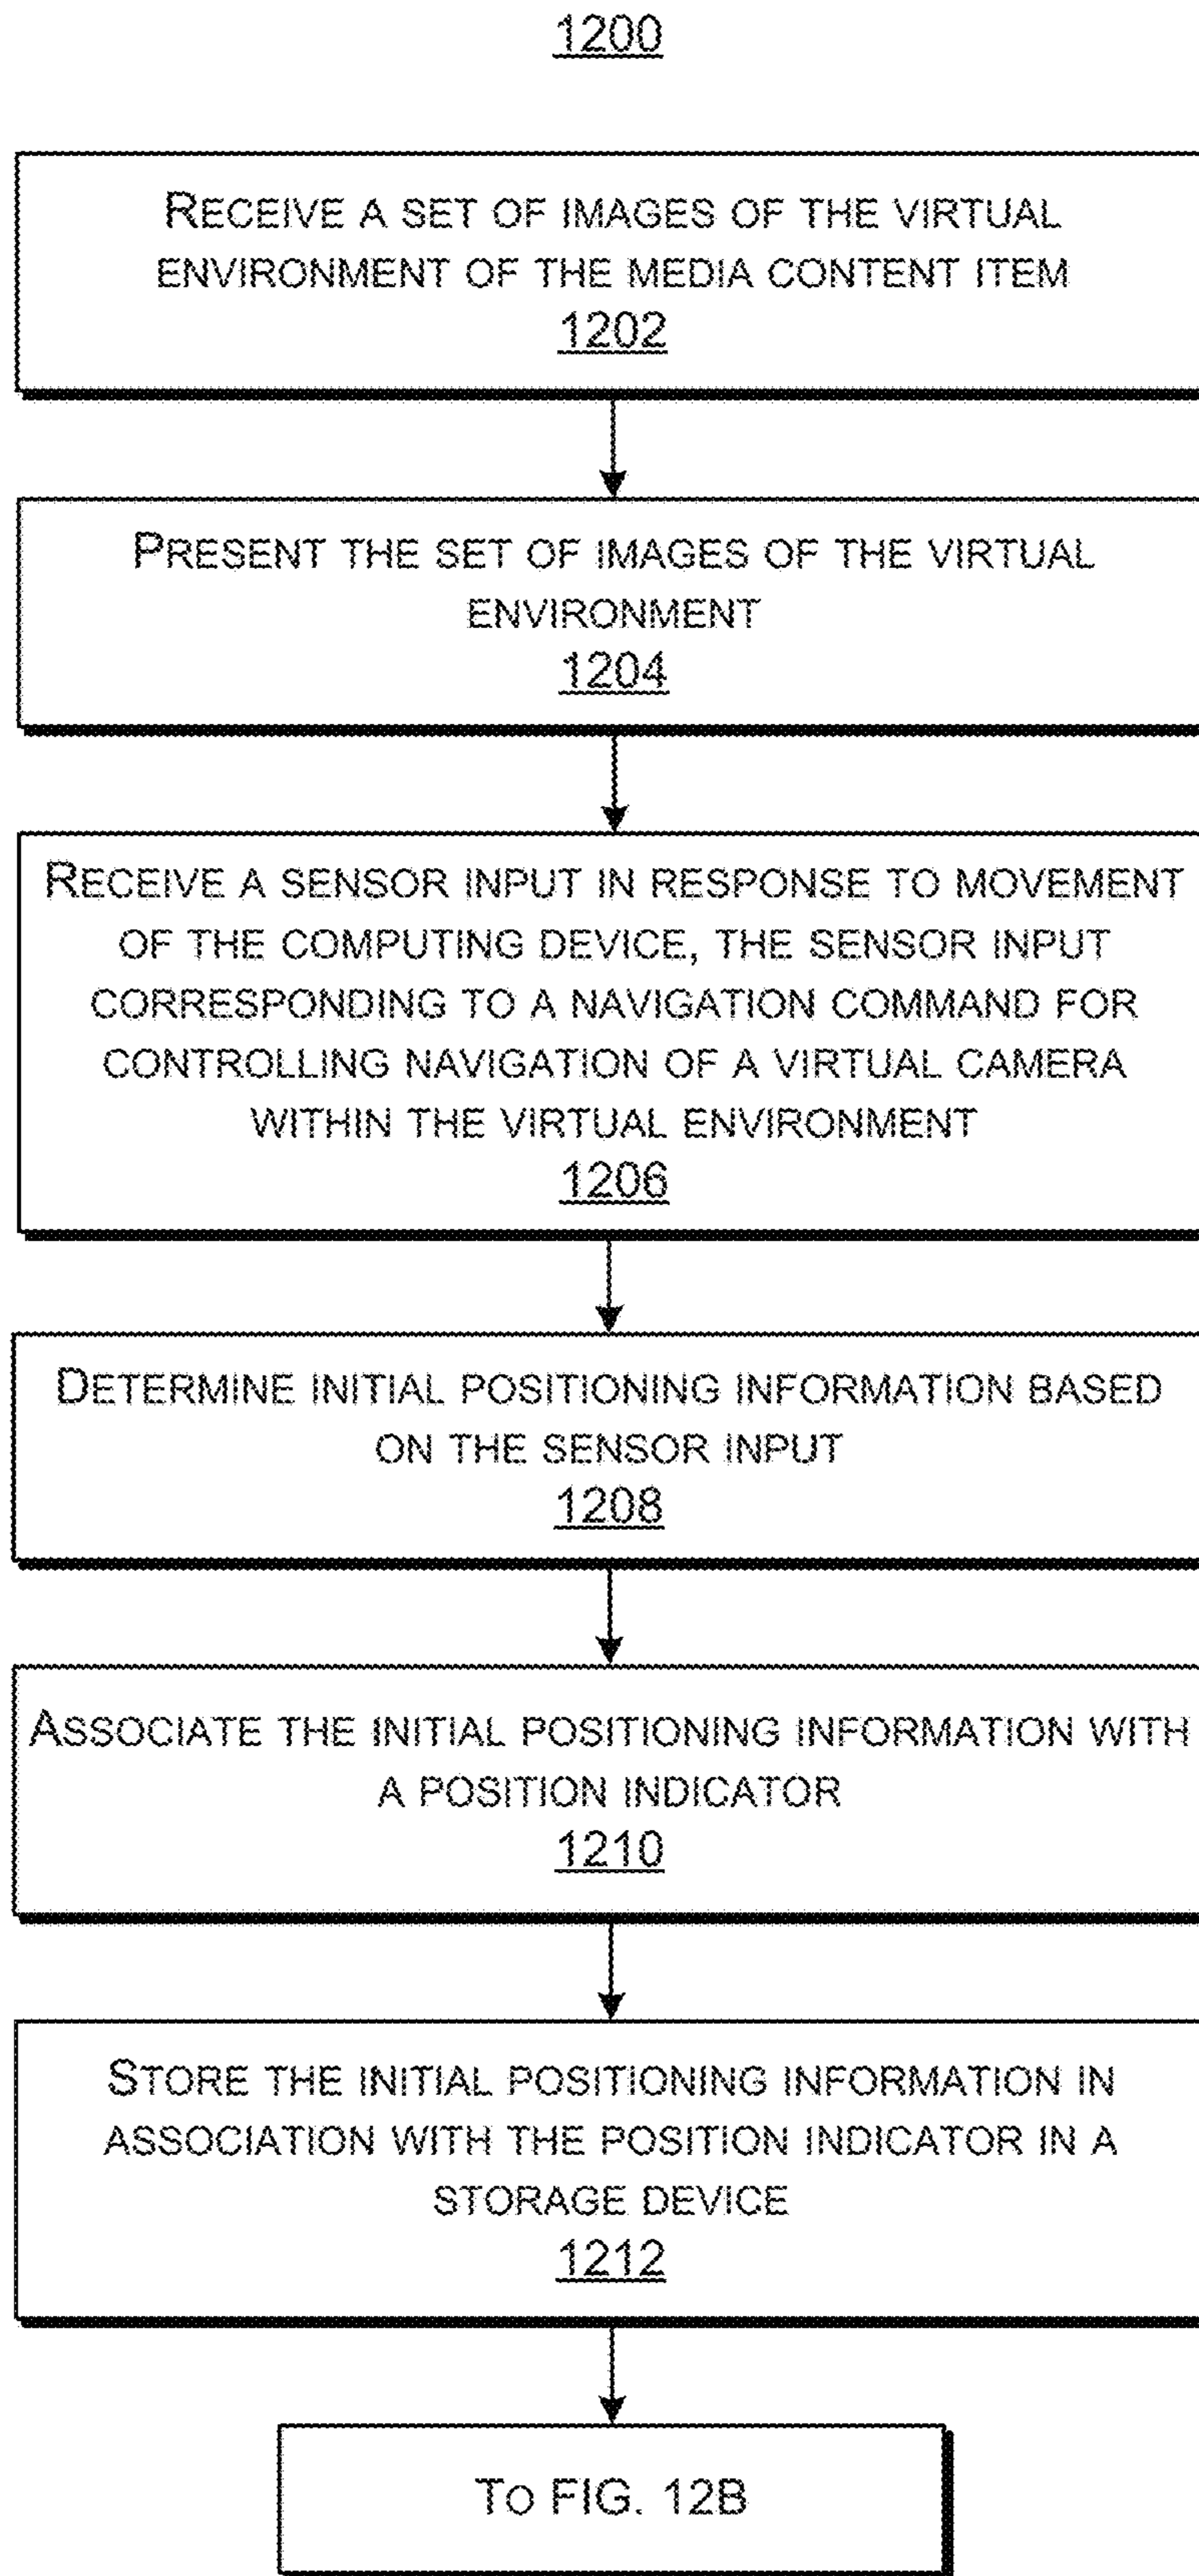 1200
RECEIVE A SET OF IMAGES OF THE VIRTUAL
ENVIRONMENT OF THE MEDIA CONTENT ITEM
1202
PRESENT THE SET OF IMAGES OF THE VIRTUAL
ENVIRONMENT
1204
RECEIVE A SENSOR INPUT IN RESPONSE TO MOVEMENT
OF THE COMPUTING DEVICE, THE SENSOR INPUT
CORRESPONDING TO A NAVIGATION COMMAND FOR
CONTROLLING NAVIGATION OF A VIRTUAL CAMERA
WITHIN THE VIRTUAL ENVIRONMENT
1206
DETERMINE INITIAL POSITIONING INFORMATION BASED
ON THE SENSOR INPUT
1208
ASSOCIATE THE INITIAL POSITIONING INFORMATION WITH
A POSITION INDICATOR
1210
STORE THE INITIAL POSITIONING INFORMATION IN
ASSOCIATION WITH THE POSITION INDICATOR IN A
STORAGE DEVICE
1212
TO FIG. 12B